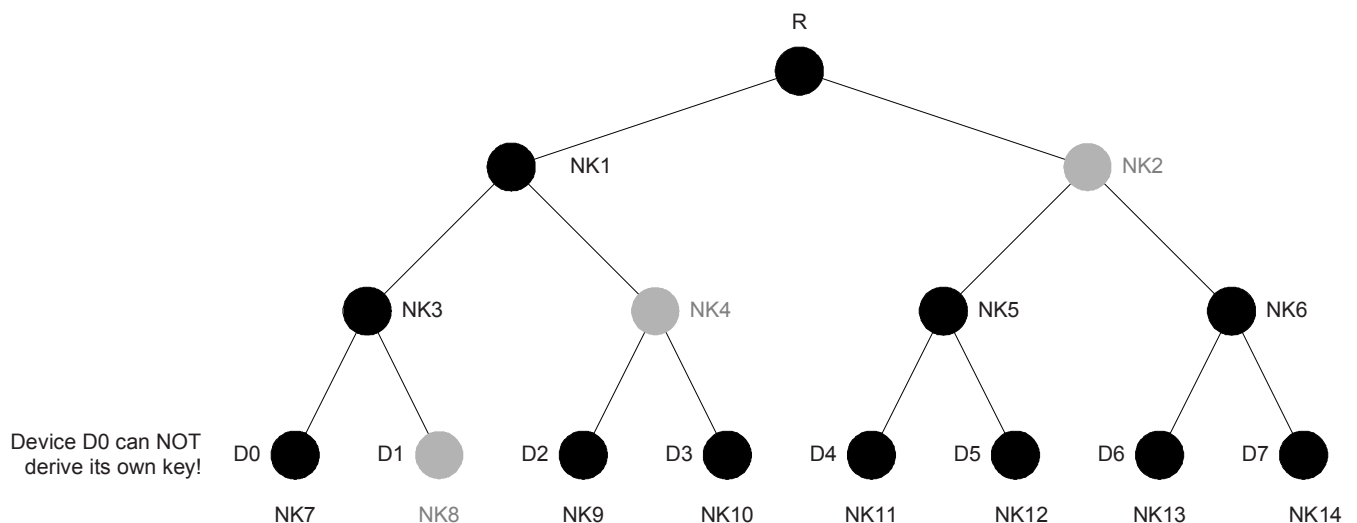 R
NK1
NK2
NK3
NK4
NK5
NK6
Device D0 can NOT
derive its own key!
D0
D1
D2
D3
D4
D5
D6
D7
NK7
NK8
NK9
NK10
NK11
NK12
NK13
NK14